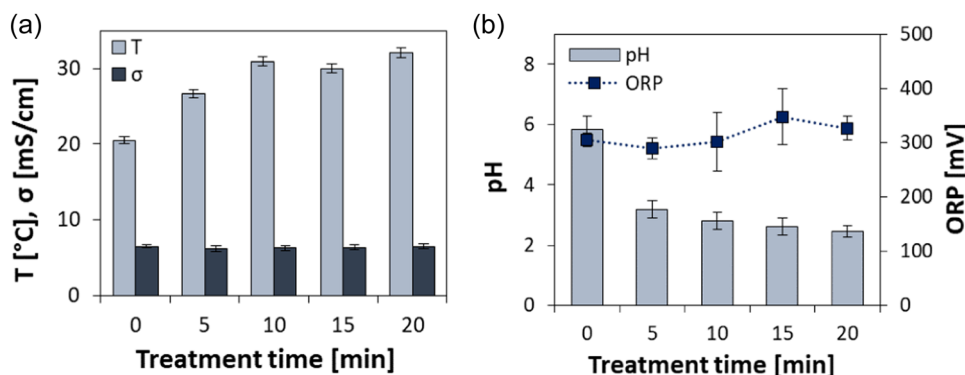 (a)
T [°C], σ [mS/cm]
30
20
10
0
T
σ
0 5 10 15 20
Treatment time [min]
(b)
pH
8
6
4
2
0
pH
ORP
500
400
300
200
100
0
ORP [mV]
0 5 10 15 20
Treatment time [min]